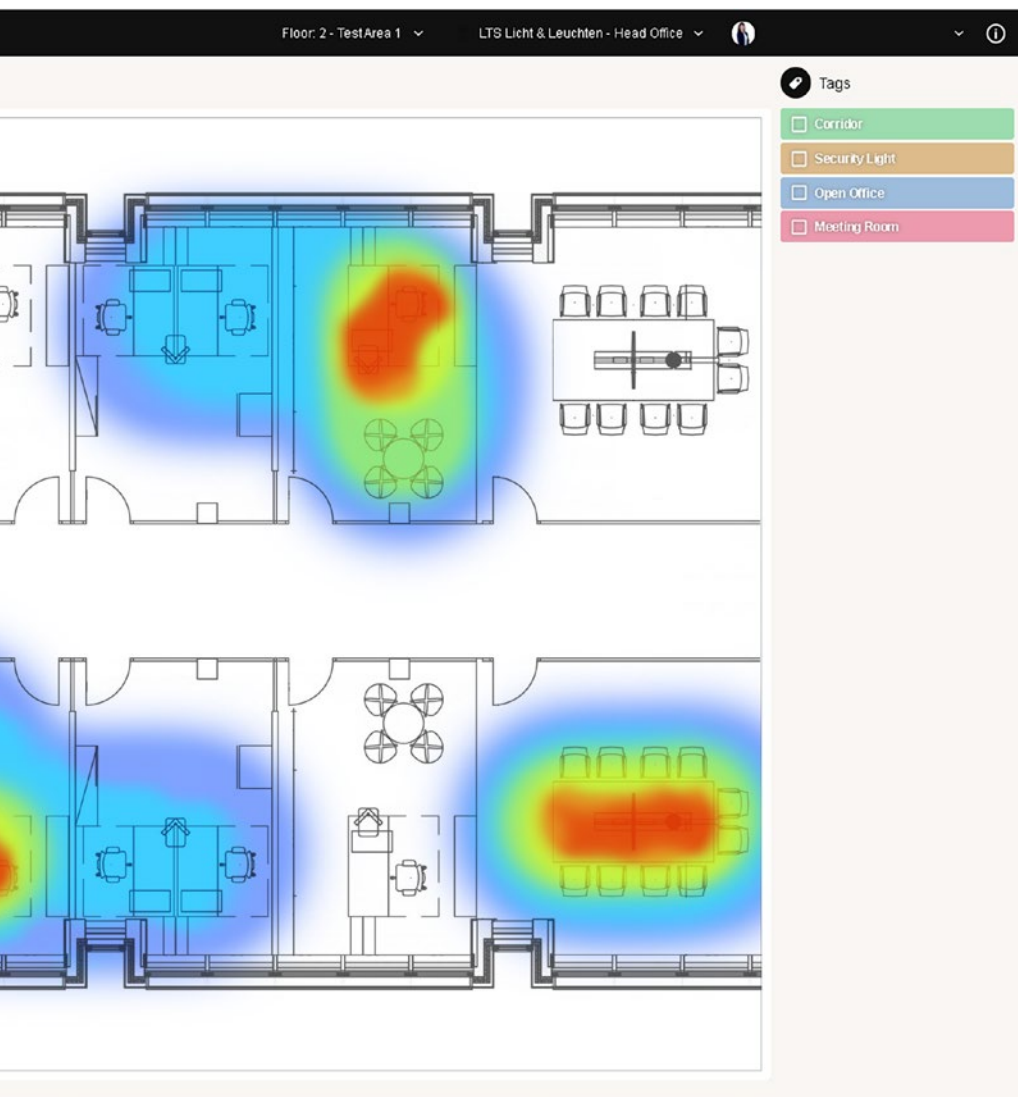 Floor: 2 - TestArea 1
LTS Licht & Leuchten - Head Office
Tags
Corridor
Security Light
Open Office
Meeting Room